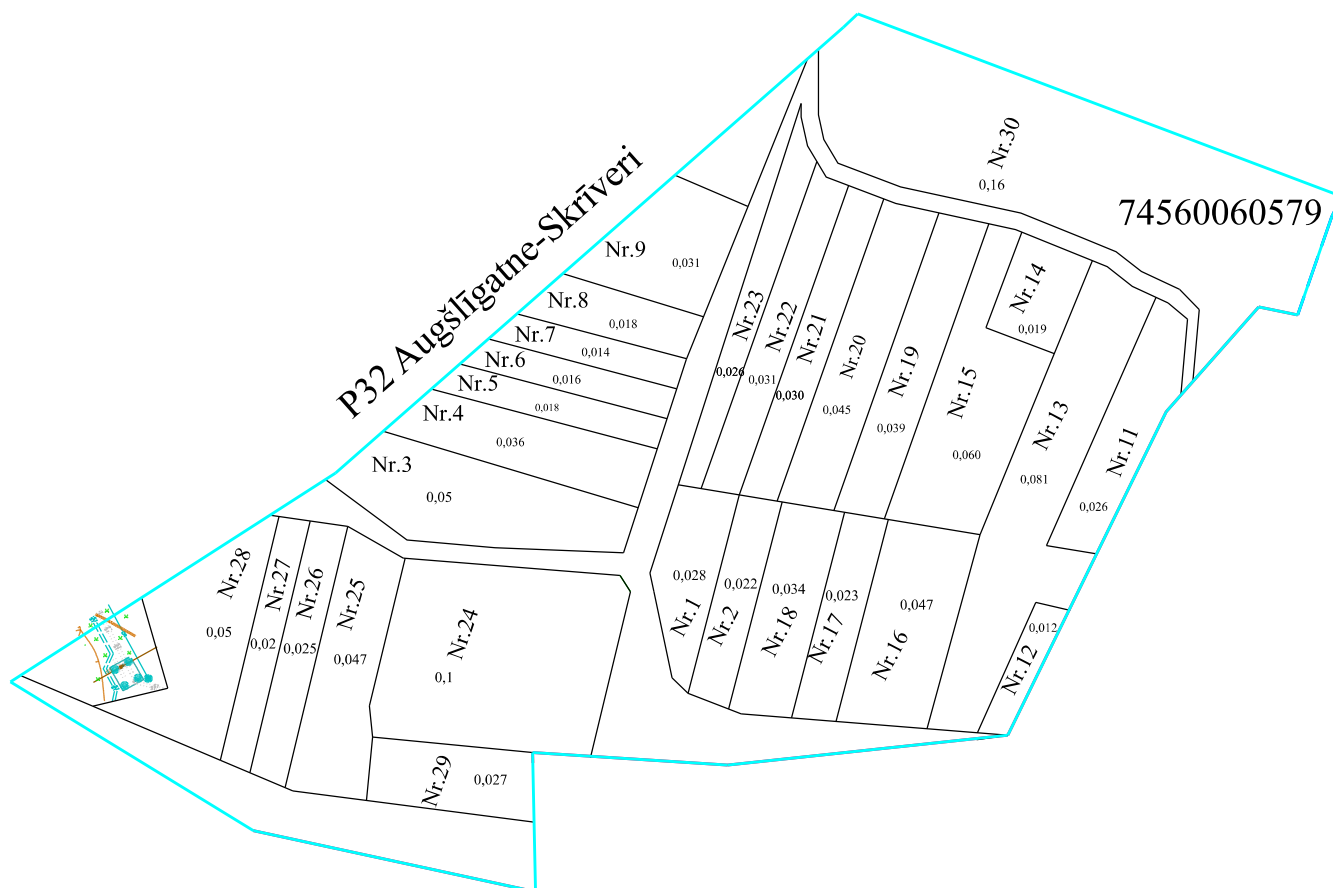 Nr.30
0,16
74560060579
P32 Augšlīgatne-Skrīveri
Nr.9
0,031
Nr.8
0,018
Nr.7
0,014
Nr.6
0,016
Nr.5
0,018
Nr.4
0,036
Nr.3
0,05
Nr.23
0,026
Nr.22
0,031
Nr.21
0,030
Nr.20
0,045
Nr.19
0,039
Nr.15
0,060
Nr.14
0,019
Nr.13
0,081
Nr.11
0,026
Nr.28
0,05
Nr.27
0,02
Nr.26
0,025
Nr.25
0,047
Nr.24
0,1
Nr.29
0,027
Nr.1
0,028
Nr.2
0,022
Nr.18
0,034
Nr.17
0,023
Nr.16
0,047
Nr.12
0,012